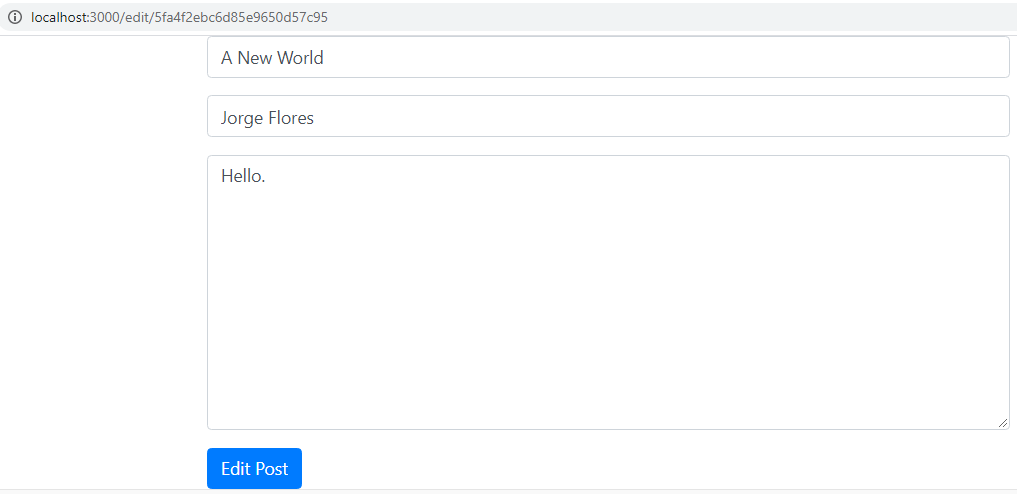 localhost:3000/edit/5fa4f2ebc6d85e9650d57c95
A New World
Jorge Flores
Hello.
Edit Post